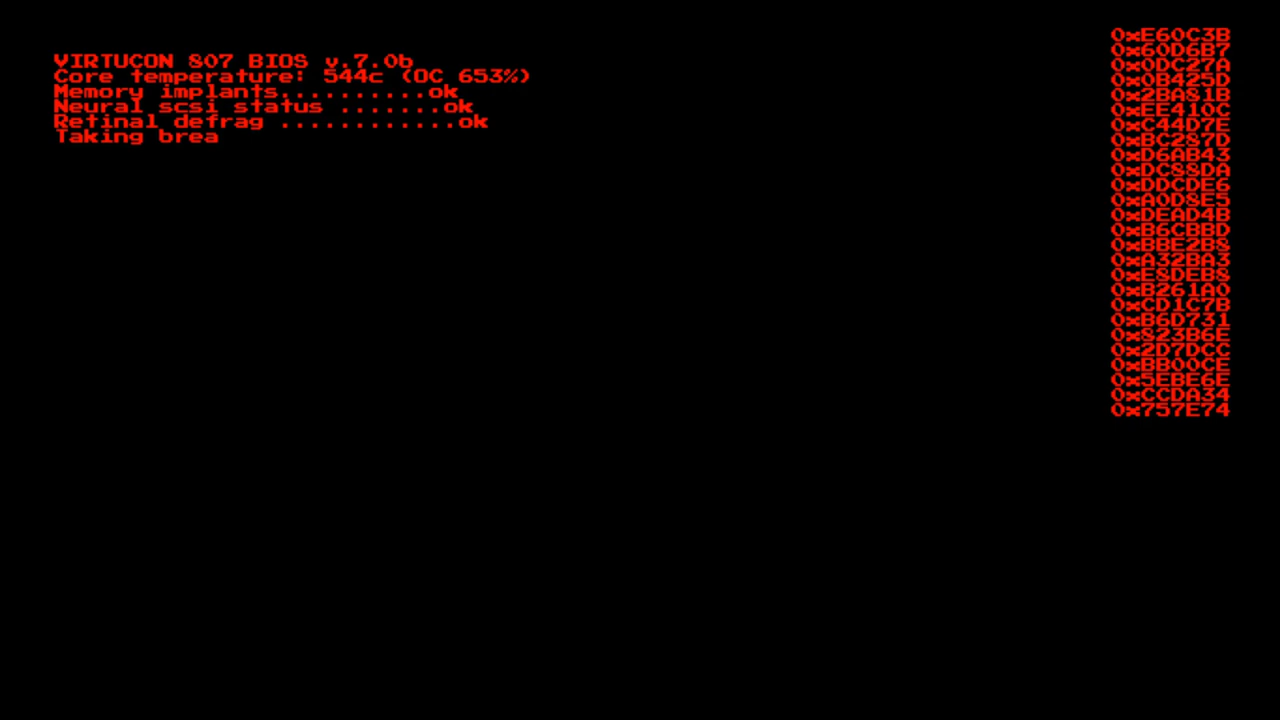 VIRTUCON 807 BIOS v.7.0b
Core temperature: 544c (OC 653%)
Memory implants..........ok
Neural scsi status .......ok
Retinal defrag ............ok
Taking brea
0xE60C3B
0x60D6B7
0x0DC27A
0x0B425D
0x2BA81B
0xEE410C
0xC44D7E
0xBC287D
0xD6AB43
0xDC88DA
0xDDCDE6
0xA0D8E5
0xDEAD4B
0xB6CBBD
0xBBE2B8
0xA32BA3
0xE8DEB8
0xB261A0
0xCD1C7B
0xB6D731
0x823B6E
0x2D7DCC
0xBB00CE
0x5EBE6E
0xCCDA34
0x757E74